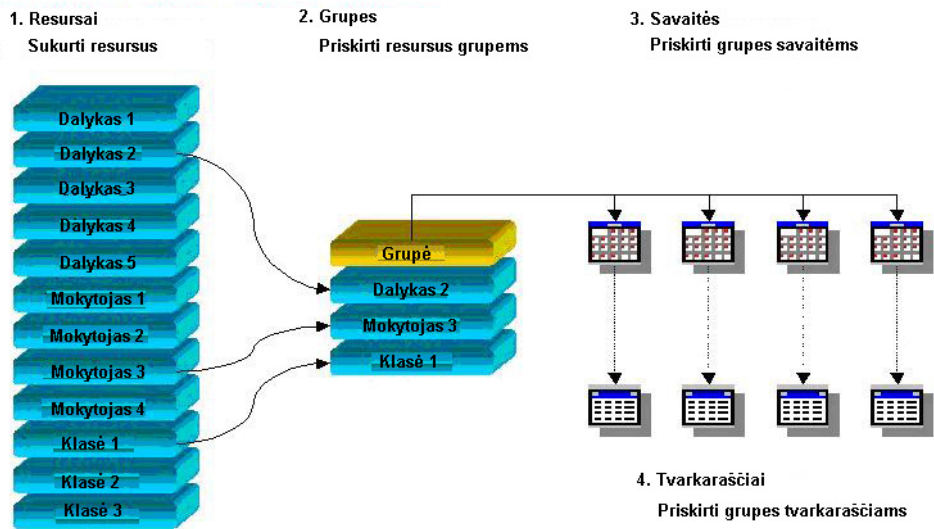 1. Resursai
Sukurti resursus
2. Grupes
Priskirti resursus grupems
3. Savaitės
Priskirti grupes savaitėms
Dalykas 1
Dalykas 2
Dalykas 3
Dalykas 4
Dalykas 5
Mokytojas 1
Mokytojas 2
Mokytojas 3
Mokytojas 4
Klasė 1
Klasė 2
Klasė 3
Grupė
Dalykas 2
Mokytojas 3
Klasė 1
4. Tvarkaraščiai
Priskirti grupes tvarkaraščiams